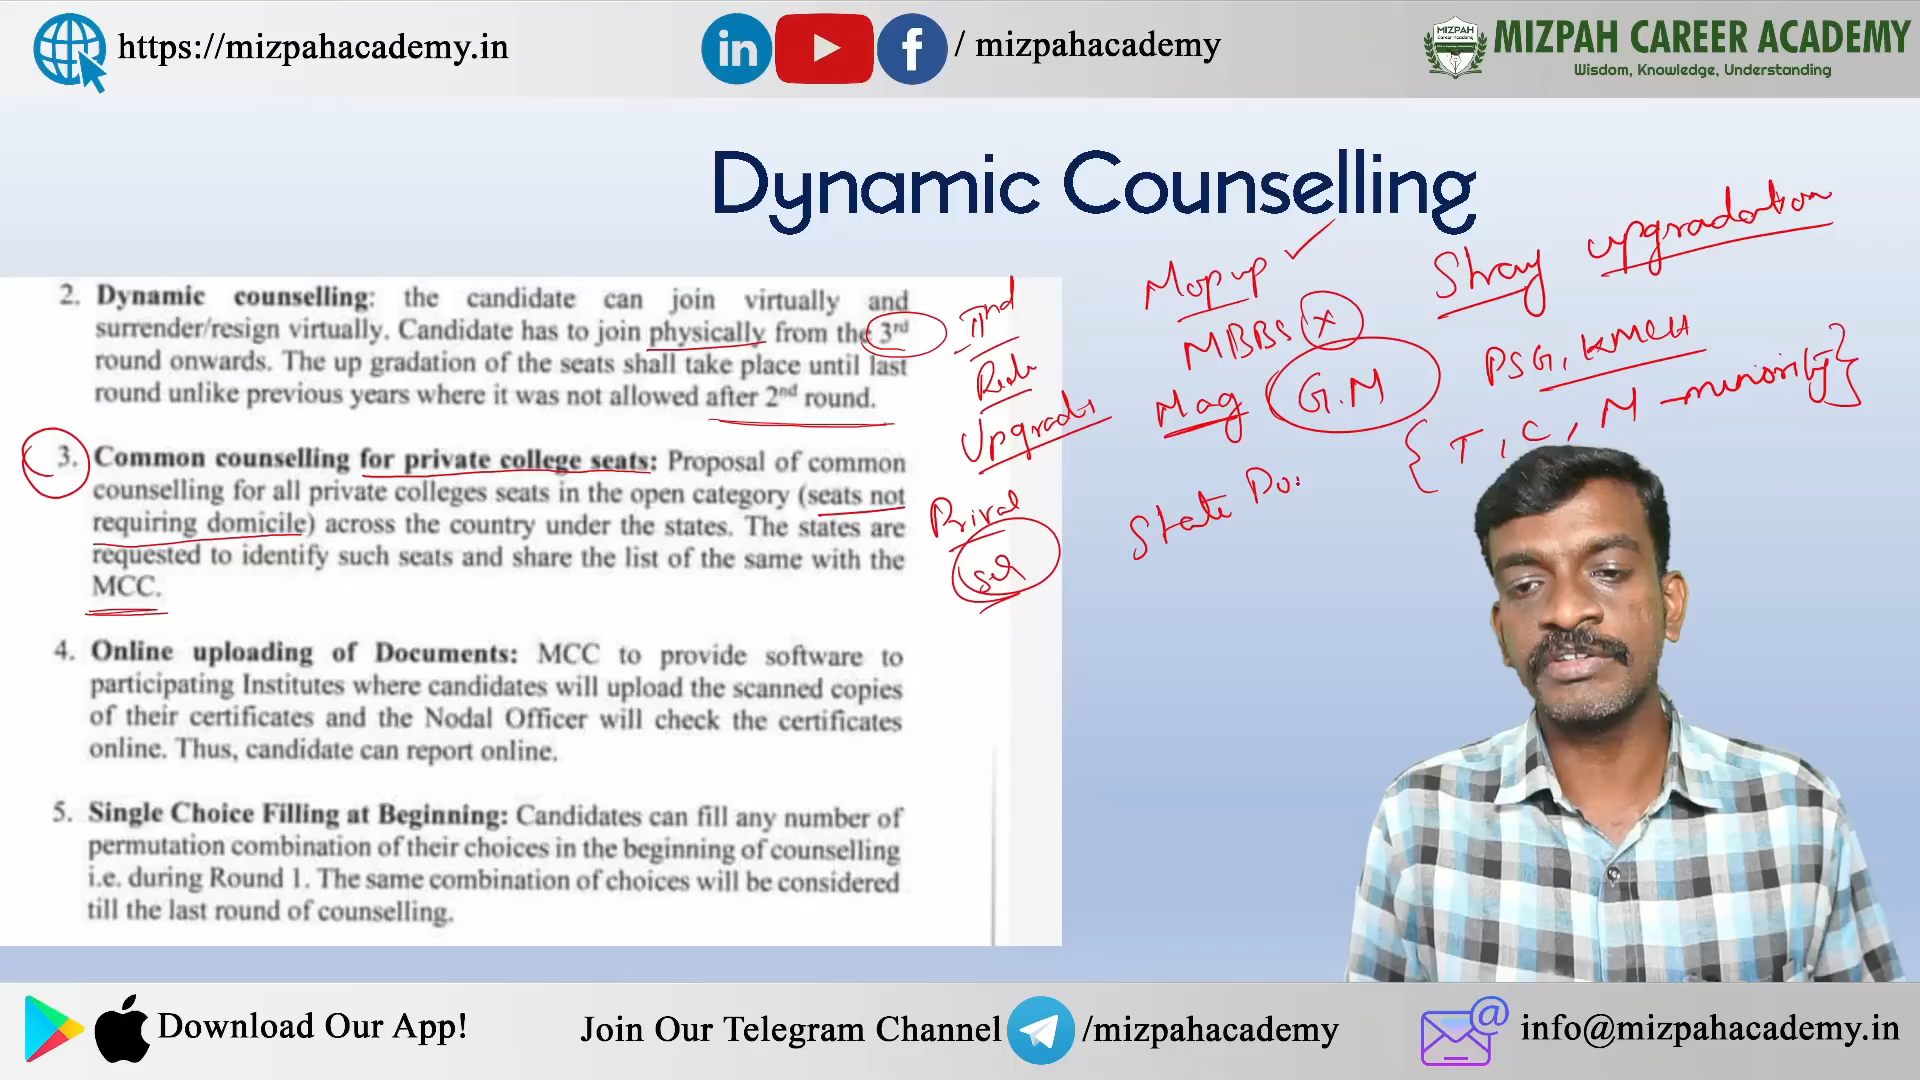 https://mizpahacademy.in
in
f
/ mizpahacademy
MIZPAH
MIZPAH CAREER ACADEMY
Wisdom, Knowledge, Understanding
Dynamic Counselling
2. Dynamic counselling: the candidate can join virtually and
surrender/resign virtually. Candidate has to join physically from the 3rd
round onwards. The up gradation of the seats shall take place until last
round unlike previous years where it was not allowed after 2nd round.
3. Common counselling for private college seats: Proposal of common
counselling for all private colleges seats in the open category (seats not
requiring domicile) across the country under the states. The states are
requested to identify such seats and share the list of the same with the
MCC.
4. Online uploading of Documents: MCC to provide software to
participating Institutes where candidates will upload the scanned copies
of their certificates and the Nodal Officer will check the certificates
online. Thus, candidate can report online.
5. Single Choice Filling at Beginning: Candidates can fill any number of
permutation combination of their choices in the beginning of counselling
i.e. during Round 1. The same combination of choices will be considered
till the last round of counselling.
IInd
Mopup ✓
MBBS x
Mag G.M
State Do
Stray upgradation
PSG, KMCH
{ T, C, M - minority }
Download Our App!
Join Our Telegram Channel
/mizpahacademy
@
info@mizpahacademy.in